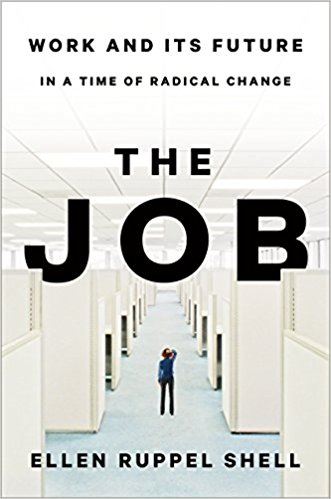 WORK AND ITS FUTURE
IN A TIME OF RADICAL CHANGE
THE
JOB
ELLEN RUPPEL SHELL